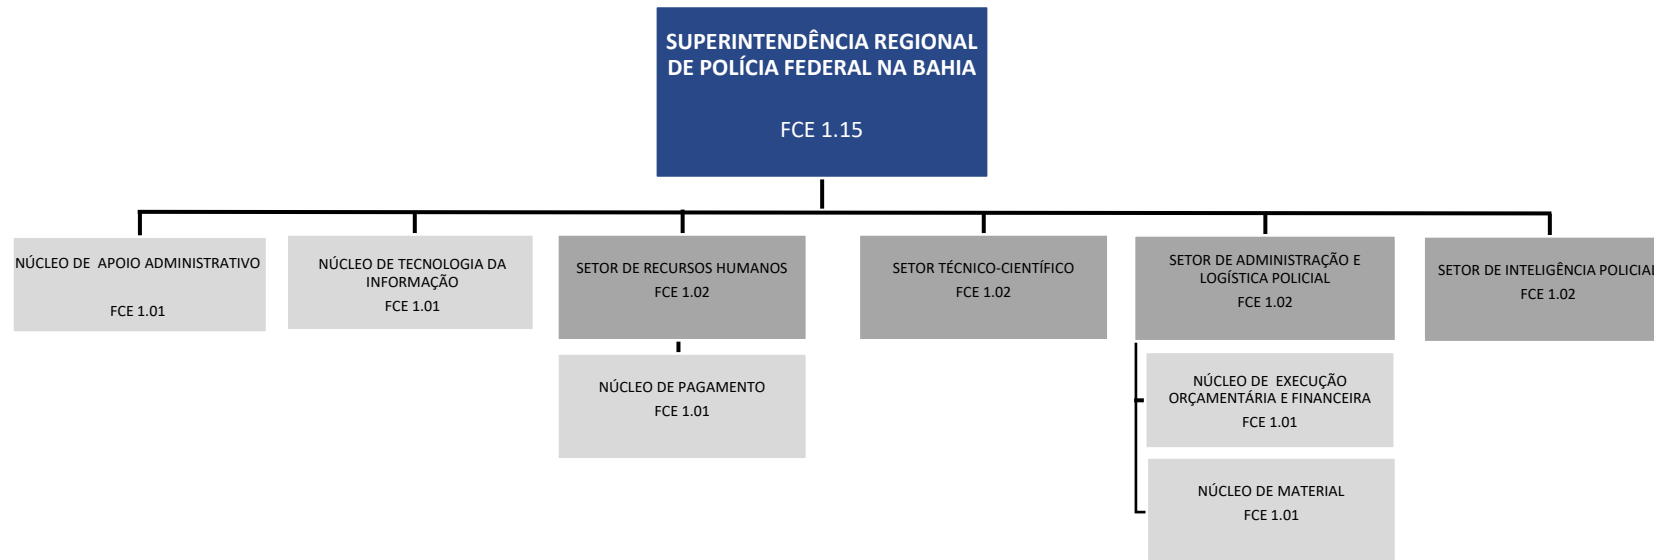 SUPERINTENDÊNCIA REGIONAL
DE POLÍCIA FEDERAL NA BAHIA
FCE 1.15
NÚCLEO DE APOIO ADMINISTRATIVO
FCE 1.01
NÚCLEO DE TECNOLOGIA DA
INFORMAÇÃO
FCE 1.01
SETOR DE RECURSOS HUMANOS
FCE 1.02
SETOR TÉCNICO-CIENTÍFICO
FCE 1.02
SETOR DE ADMINISTRAÇÃO E
LOGÍSTICA POLICIAL
FCE 1.02
SETOR DE INTELIGÊNCIA POLICIAL
FCE 1.02
NÚCLEO DE PAGAMENTO
FCE 1.01
NÚCLEO DE EXECUÇÃO
ORÇAMENTÁRIA E FINANCEIRA
FCE 1.01
NÚCLEO DE MATERIAL
FCE 1.01